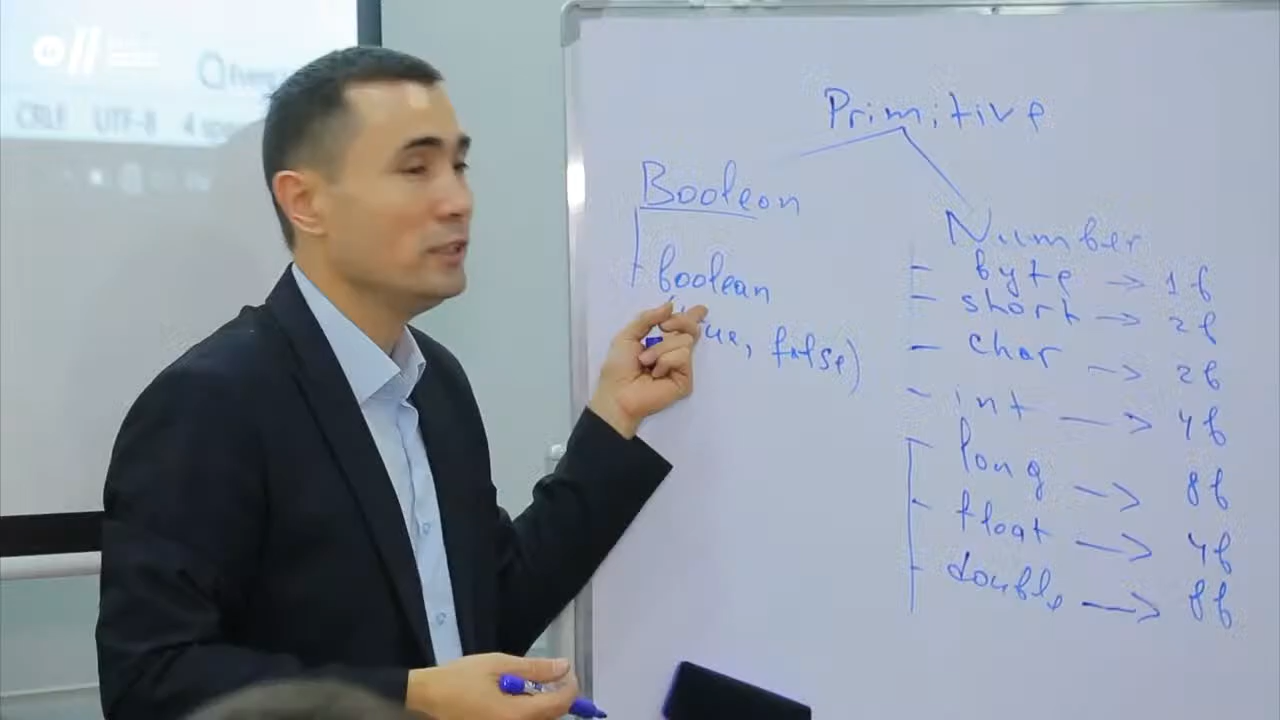 CRLF UTF-8 4
Primitive
Boolean
boolean
false)
Number
byte → 1b
short → 2b
char → 2b
int → 4b
long → 8b
float → 4b
double → 8b